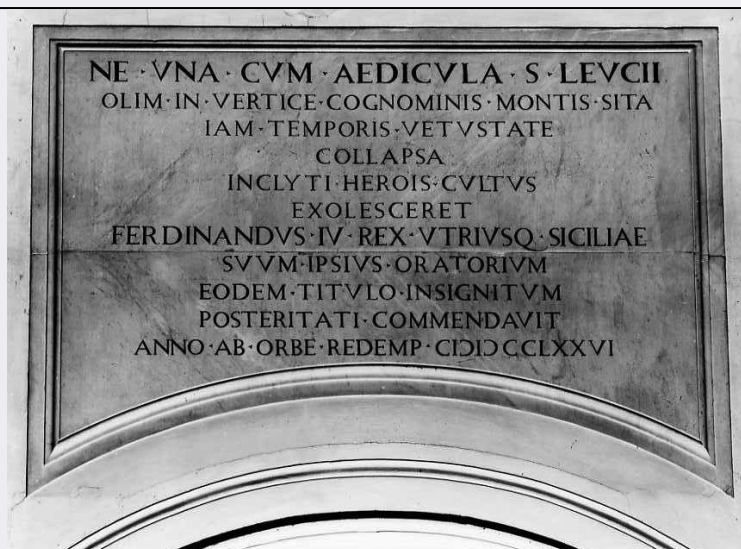 NE · VNA · CVM · AEDICVLA · S · LEVCII
OLIM · IN · VERTICE · COGNOMINIS · MONTIS · SITA
IAM · TEMPORIS · VETVSTATE
COLLAPSA
INCLYTI · HEROIS · CVLTVS
EXOLESCERET
FERDINANDVS · IV · REX · VTRIVSQ · SICILIAE
SVVM · IPSIVS · ORATORIVM
EODEM · TITVLO · INSIGNITVM
POSTERITATI · COMMENDAVIT
ANNO · AB · ORBE · REDEMP · CIƆIƆCCLXXVI